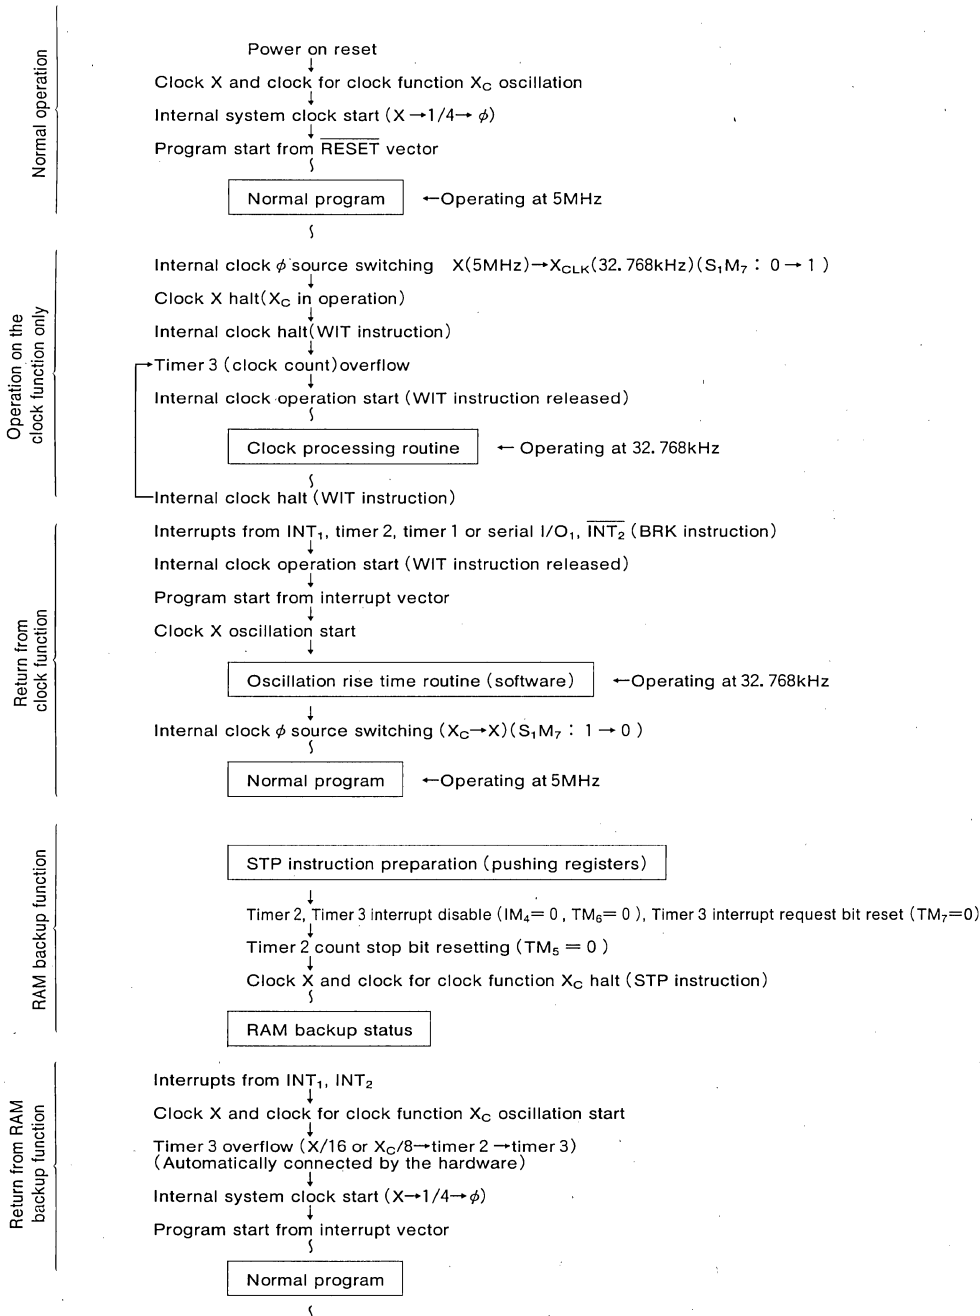 Normal operation
Power on reset
↓
Clock X and clock for clock function X_C oscillation
↓
Internal system clock start (X→1/4→ϕ)
↓
Program start from R̅E̅S̅E̅T̅ vector
Normal program ←Operating at 5MHz
Operation on the
clock function only
Internal clock ϕ source switching X(5MHz)→X_CLK(32.768kHz)(S₁M₇ : 0→1)
↓
Clock X halt(X_C in operation)
↓
Internal clock halt(WIT instruction)
↓
Timer 3 (clock count)overflow
↓
Internal clock operation start (WIT instruction released)
Clock processing routine ← Operating at 32.768kHz
Internal clock halt (WIT instruction)
Return from
clock function
Interrupts from INT₁, timer 2, timer 1 or serial I/O₁, I̅N̅T̅₂̅ (BRK instruction)
↓
Internal clock operation start (WIT instruction released)
↓
Program start from interrupt vector
↓
Clock X oscillation start
↓
Oscillation rise time routine (software) ←Operating at 32.768kHz
↓
Internal clock ϕ source switching (X_C→X)(S₁M₇ : 1→0)
Normal program ←Operating at 5MHz
RAM backup function
STP instruction preparation (pushing registers)
↓
Timer 2, Timer 3 interrupt disable (IM₄=0, TM₆=0), Timer 3 interrupt request bit reset (TM₇=0)
↓
Timer 2 count stop bit resetting (TM₅=0)
↓
Clock X and clock for clock function X_C halt (STP instruction)
RAM backup status
Return from RAM
backup function
Interrupts from INT₁, INT₂
↓
Clock X and clock for clock function X_C oscillation start
↓
Timer 3 overflow (X/16 or X_C/8→timer 2→timer 3)
(Automatically connected by the hardware)
↓
Internal system clock start (X→1/4→ϕ)
↓
Program start from interrupt vector
Normal program